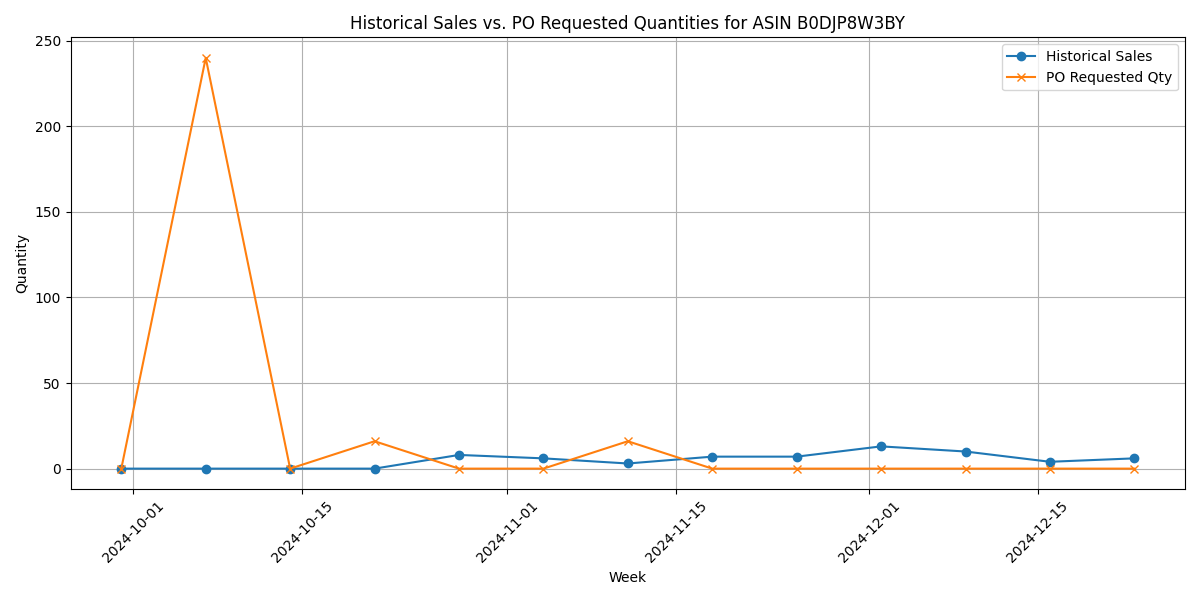 Historical Sales vs. PO Requested Quantities for ASIN B0DJP8W3BY
Historical Sales
PO Requested Qty
250
200
150
100
50
0
Quantity
2024-10-01
2024-10-15
2024-11-01
2024-11-15
2024-12-01
2024-12-15
Week